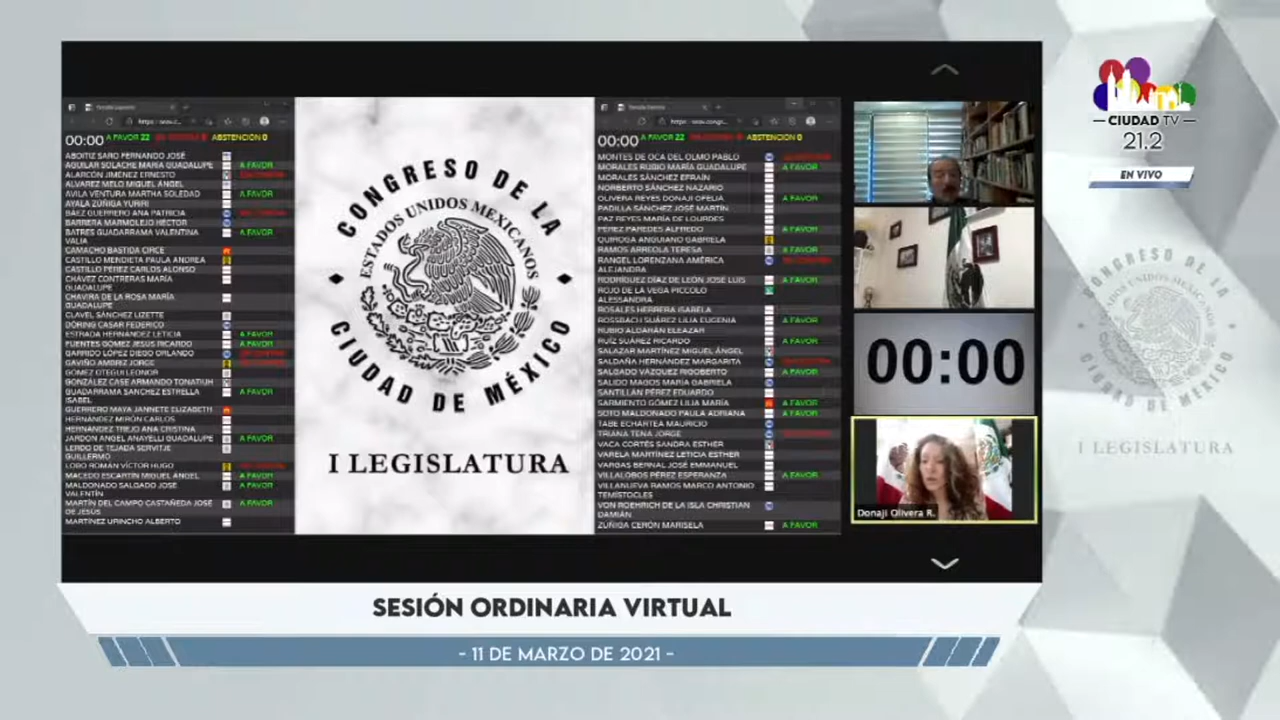 00:00 A FAVOR 22 ABSTENCIÓN 0
ABOITIZ SARO FERNANDO JOSÉ
AGUILAR SOLACHE MARÍA GUADALUPE A FAVOR
ALARCÓN JIMÉNEZ ERNESTO
ÁLVAREZ MELO MIGUEL ÁNGEL
ÁVILA VENTURA MARTHA SOLEDAD A FAVOR
AYALA ZÚÑIGA YURIRI
BÁEZ GUERRERO ANA PATRICIA
BARRERA MARMOLEJO HÉCTOR
BATRES GUADARRAMA VALENTINA A FAVOR
VALIA
CAMACHO BASTIDA CIRCE
CASTILLO MENDIETA PAULA ANDREA
CASTILLO PÉREZ CARLOS ALONSO
CHÁVEZ CONTRERAS MARÍA
GUADALUPE
CHAVIRA DE LA ROSA MARÍA
GUADALUPE
CLAVEL SÁNCHEZ LIZETTE
DÖRING CASAR FEDERICO
ESTRADA HERNÁNDEZ LETICIA A FAVOR
FUENTES GÓMEZ JESÚS RICARDO A FAVOR
GARRIDO LÓPEZ DIEGO ORLANDO
GAVIÑO AMBRIZ JORGE
GÓMEZ OTEGUI LEONOR
GONZÁLEZ CASE ARMANDO TONATIUH
GUADARRAMA SÁNCHEZ ESTRELLA A FAVOR
ISABEL
GUERRERO MAYA JANNETE ELIZABETH
HERNÁNDEZ MIRÓN CARLOS
HERNÁNDEZ TREJO ANA CRISTINA
JARDÓN ÁNGEL ANAYELLI GUADALUPE A FAVOR
LERDO DE TEJADA SERVITJE
GUILLERMO
LOBO ROMÁN VÍCTOR HUGO
MACEDO ESCARTÍN MIGUEL ÁNGEL A FAVOR
MALDONADO SALGADO JOSÉ A FAVOR
VALENTÍN
MARTÍN DEL CAMPO CASTAÑEDA JOSÉ A FAVOR
DE JESÚS
MARTÍNEZ URINCHO ALBERTO
CONGRESO DE LA
ESTADOS UNIDOS MEXICANOS
CIUDAD DE MÉXICO
I LEGISLATURA
00:00 A FAVOR 22 ABSTENCIÓN 0
MONTES DE OCA DEL OLMO PABLO
MORALES RUBIO MARÍA GUADALUPE A FAVOR
MORALES SÁNCHEZ EFRAÍN
NORBERTO SÁNCHEZ NAZARIO
OLIVERA REYES DONAJI OFELIA A FAVOR
PADILLA SÁNCHEZ JOSÉ MARTÍN
PAZ REYES MARÍA DE LOURDES
PÉREZ PAREDES ALFREDO A FAVOR
QUIROGA ANGUIANO GABRIELA
RAMOS ARREOLA TERESA A FAVOR
RANGEL LORENZANA AMÉRICA
ALEJANDRA
RODRÍGUEZ DÍAZ DE LEÓN JOSÉ LUIS A FAVOR
ROJO DE LA VEGA PICCOLO
ALESSANDRA
ROSALES HERRERA ISABELA
ROSSBACH SUÁREZ LILIA EUGENIA A FAVOR
RUBIO ALDARÁN ELEAZAR
RUÍZ SUÁREZ RICARDO A FAVOR
SALAZAR MARTÍNEZ MIGUEL ÁNGEL
SALDAÑA HERNÁNDEZ MARGARITA
SALGADO VÁZQUEZ RIGOBERTO A FAVOR
SALIDO MAGOS MARÍA GABRIELA
SANTILLÁN PÉREZ EDUARDO
SARMIENTO GÓMEZ LILIA MARÍA A FAVOR
SOTO MALDONADO PAULA ADRIANA A FAVOR
TABE ECHARTEA MAURICIO
TRIANA TENA JORGE
VACA CORTÉS SANDRA ESTHER
VARELA MARTÍNEZ LETICIA ESTHER
VARGAS BERNAL JOSÉ EMMANUEL
VILLALOBOS PÉREZ ESPERANZA A FAVOR
VILLANUEVA RAMOS MARCO ANTONIO
TEMÍSTOCLES
VON ROEHRICH DE LA ISLA CHRISTIAN
DAMIÁN
ZÚÑIGA CERÓN MARISELA A FAVOR
00:00
Donaji Olivera R.
CIUDAD TV
21.2
EN VIVO
CONGRESO DE LA
CIUDAD DE MÉXICO
I LEGISLATURA
SESIÓN ORDINARIA VIRTUAL
- 11 DE MARZO DE 2021 -